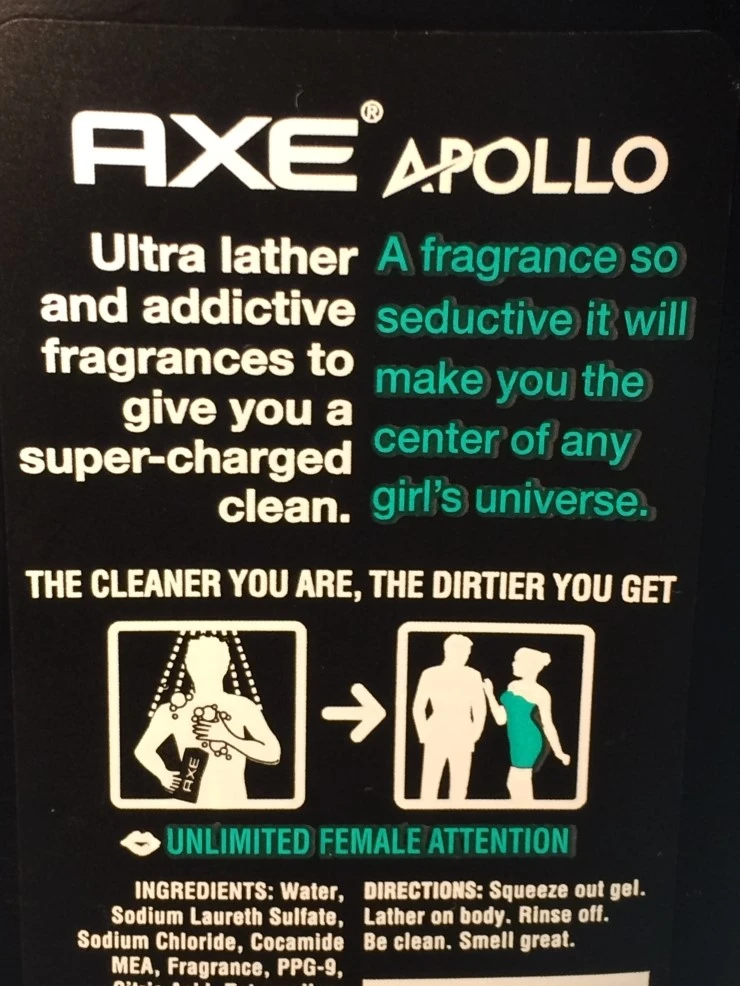 AXE® APOLLO
Ultra lather
and addictive
fragrances to
give you a
super-charged
clean.
A fragrance so
seductive it will
make you the
center of any
girl's universe.
THE CLEANER YOU ARE, THE DIRTIER YOU GET
AXE
UNLIMITED FEMALE ATTENTION
INGREDIENTS: Water,
Sodium Laureth Sulfate,
Sodium Chloride, Cocamide
MEA, Fragrance, PPG-9,
DIRECTIONS: Squeeze out gel.
Lather on body. Rinse off.
Be clean. Smell great.